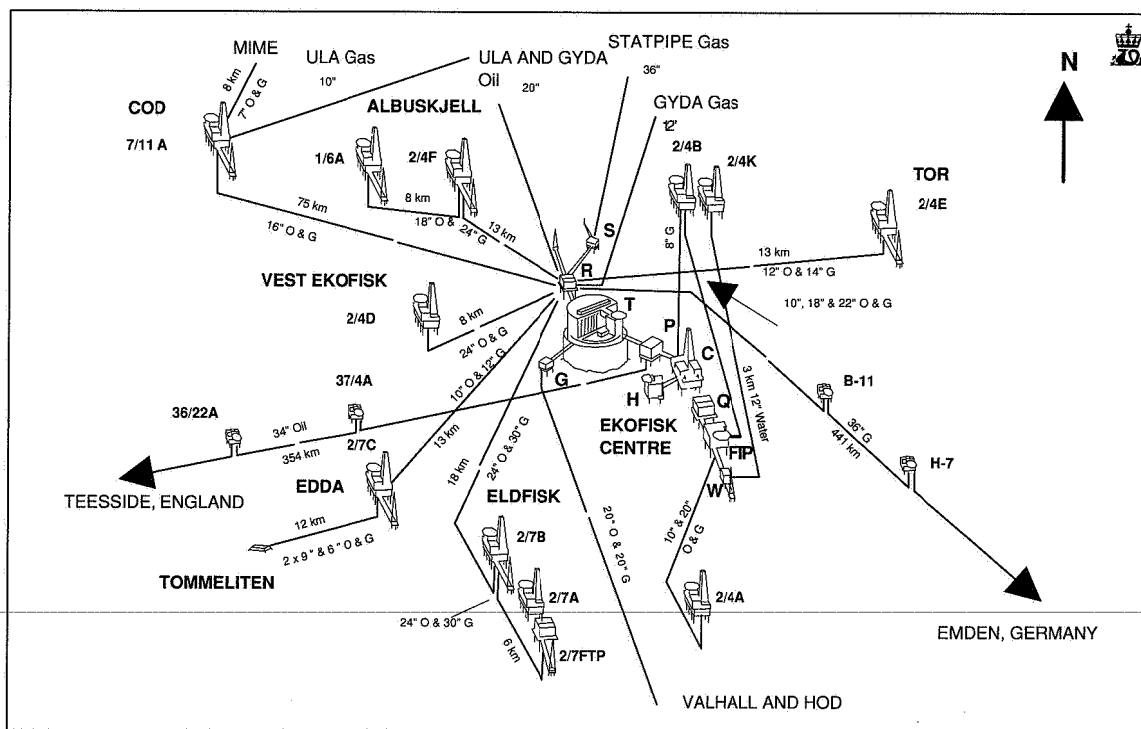 MIME
8 km
7" O & G
ULA Gas
10"
ULA AND GYDA
Oil
20"
STATPIPE Gas
36"
GYDA Gas
12'
N
COD
7/11 A
ALBUSKJELL
1/6A
2/4F
2/4B
2/4K
TOR
2/4E
75 km
16" O & G
8 km
18" O & 24" G
13 km
S
R
8" G
13 km
12" O & 14" G
10", 18" & 22" O & G
VEST EKOFISK
2/4D
8 km
24" O & G
10" O & 12" G
T
P
C
G
H
Q
EKOFISK
CENTRE
FIP
W
3 km 12" Water
B-11
36" G
441 km
H-7
37/4A
36/22A
34" Oil
354 km
2/7C
13 km
TEESSIDE, ENGLAND
EDDA
12 km
2 x 9" & 6" O & G
TOMMELITEN
18 km
24" O & 30" G
ELDFISK
2/7B
2/7A
24" O & 30" G
6 km
2/7FTP
20" O & 20" G
10" & 20"
O & G
2/4A
EMDEN, GERMANY
VALHALL AND HOD